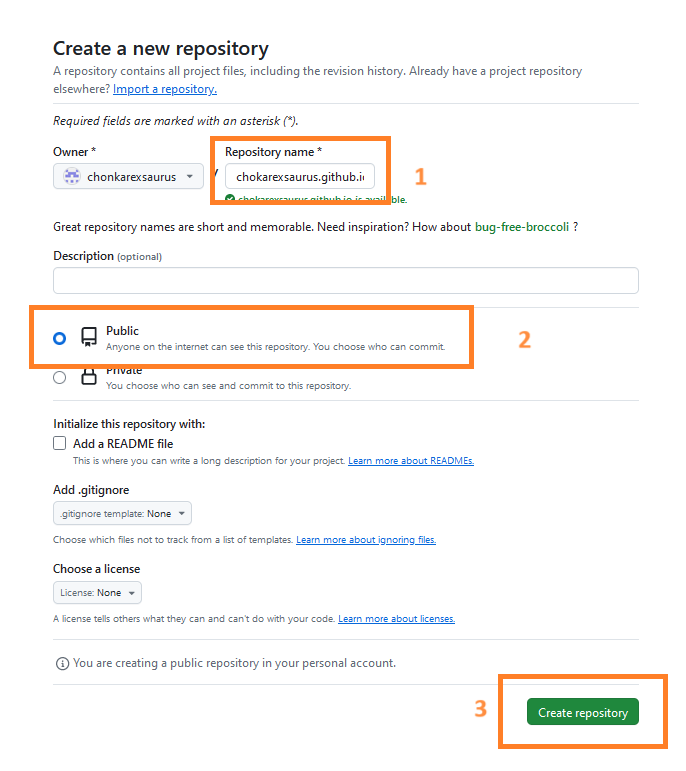 Create a new repository
A repository contains all project files, including the revision history. Already have a project repository
elsewhere? Import a repository.
Required fields are marked with an asterisk (*).
Owner * Repository name *
chonkarexsaurus / chokarexsaurus.github.io 1
chokarexsaurus.github.io is available.
Great repository names are short and memorable. Need inspiration? How about bug-free-broccoli ?
Description (optional)
Public 2
Anyone on the internet can see this repository. You choose who can commit.
Private
You choose who can see and commit to this repository.
Initialize this repository with:
Add a README file
This is where you can write a long description for your project. Learn more about READMEs.
Add .gitignore
.gitignore template: None
Choose which files not to track from a list of templates. Learn more about ignoring files.
Choose a license
License: None
A license tells others what they can and can't do with your code. Learn more about licenses.
You are creating a public repository in your personal account.
3 Create repository